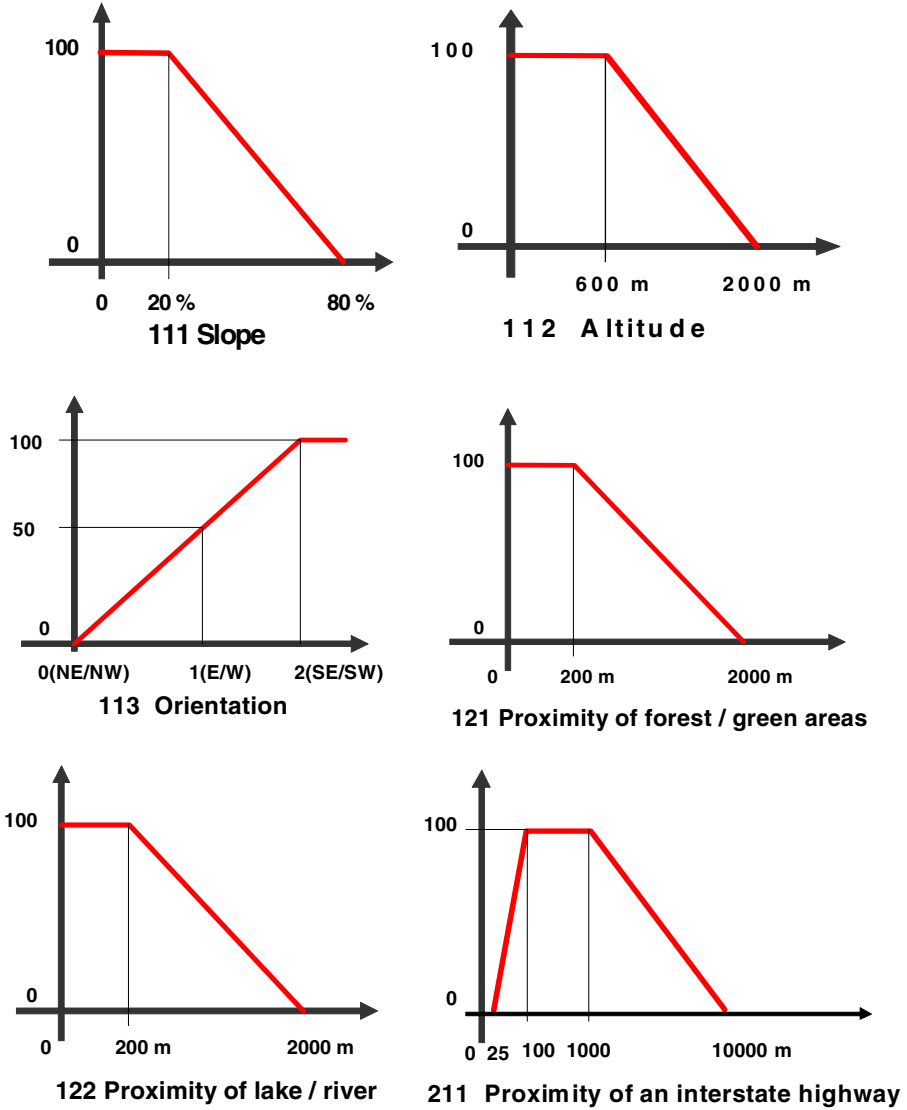 100
0
0 20 % 80 %
111 Slope
100
0
600 m 2000 m
112 Altitude
100
50
0
0(NE/NW) 1(E/W) 2(SE/SW)
113 Orientation
100
0
0 200 m 2000 m
121 Proximity of forest / green areas
100
0
0 200 m 2000 m
122 Proximity of lake / river
100
0
0 25 100 1000 10000 m
211 Proximity of an interstate highway